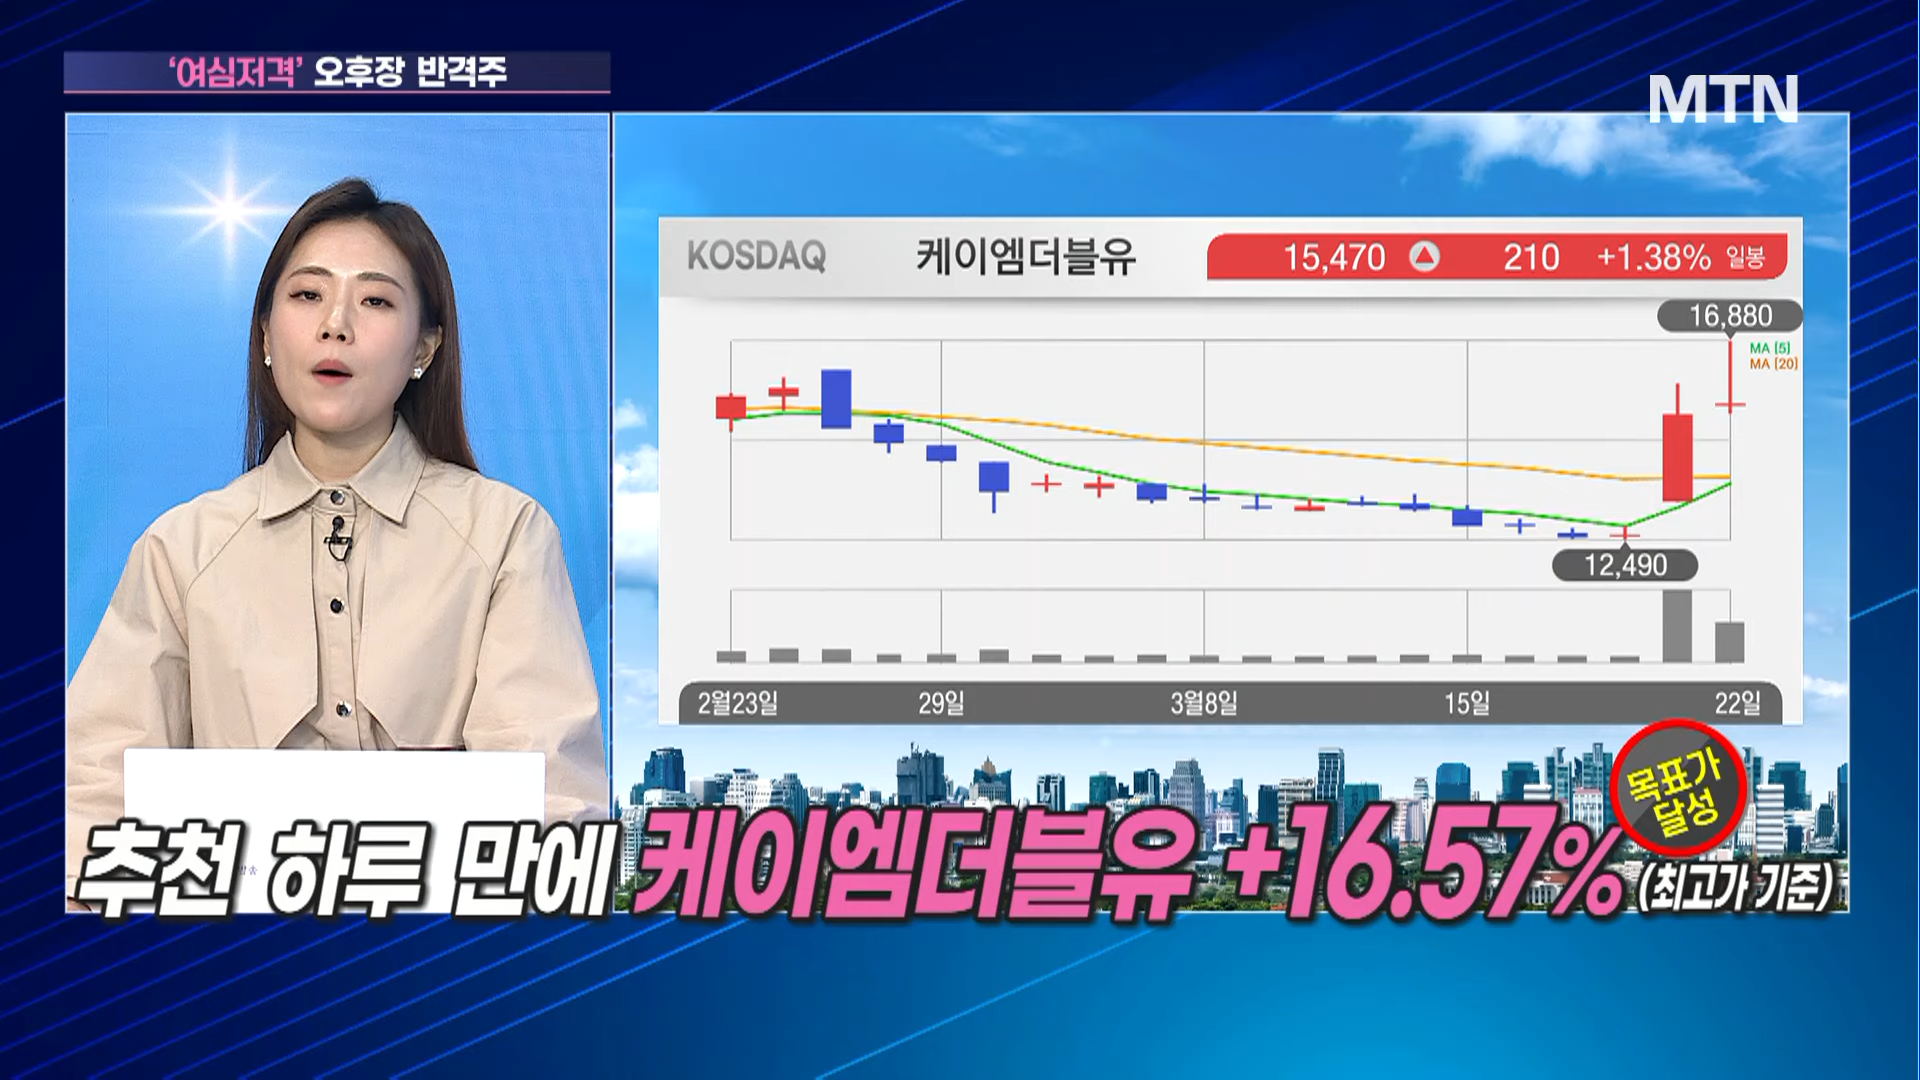 ‘여심저격’ 오후장 반격주
MTN
KOSDAQ 케이엠더블유 15,470 210 +1.38% 일봉
16,880
MA (5)
MA (20)
12,490
2월23일 29일 3월8일 15일 22일
목표가
달성
추천 하루 만에 케이엠더블유 +16.57% (최고가 기준)